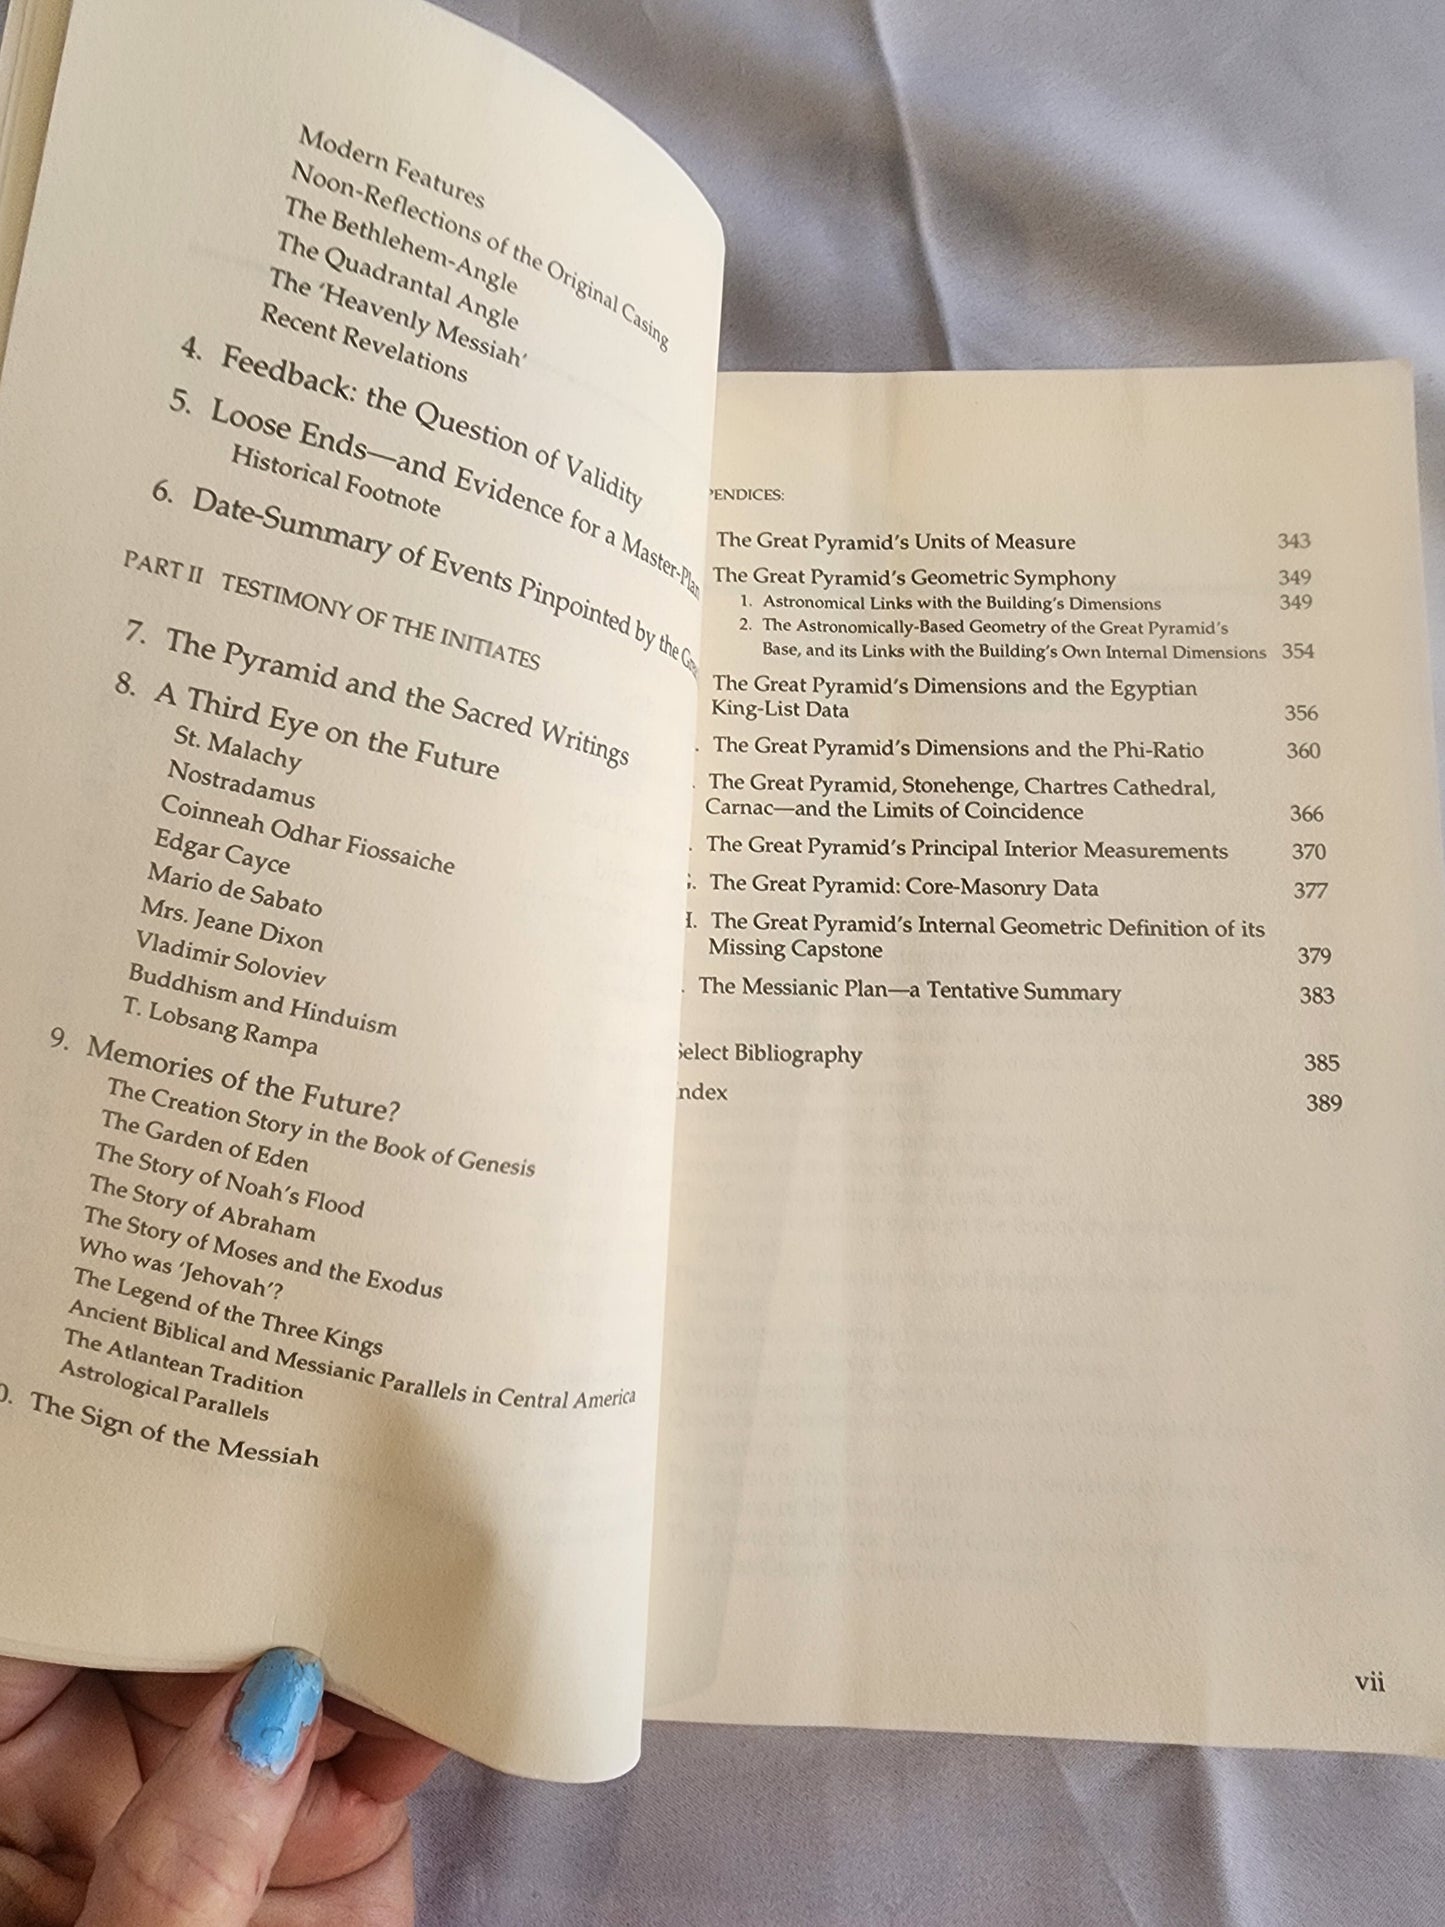 Modern Features
Noon-Reflections of the Original Casing
The Bethlehem-Angle
The Quadrantal Angle
The 'Heavenly Messiah'
Recent Revelations
4. Feedback: the Question of Validity
5. Loose Ends—and Evidence for a Master-Plan
Historical Footnote
6. Date-Summary of Events Pinpointed by the
PART II TESTIMONY OF THE INITIATES
7. The Pyramid and the Sacred Writings
8. A Third Eye on the Future
St. Malachy
Nostradamus
Coinneah Odhar Fiossaiche
Edgar Cayce
Mario de Sabato
Mrs. Jeane Dixon
Vladimir Soloviev
Buddhism and Hinduism
T. Lobsang Rampa
9. Memories of the Future?
The Creation Story in the Book of Genesis
The Garden of Eden
The Story of Noah's Flood
The Story of Abraham
The Story of Moses and the Exodus
Who was 'Jehovah'?
The Legend of the Three Kings
Ancient Biblical and Messianic Parallels in Central America
The Atlantean Tradition
Astrological Parallels
0. The Sign of the Messiah
PENDICES:
The Great Pyramid's Units of Measure 343
The Great Pyramid's Geometric Symphony 349
1. Astronomical Links with the Building's Dimensions 349
2. The Astronomically-Based Geometry of the Great Pyramid's
Base, and its Links with the Building's Own Internal Dimensions 354
The Great Pyramid's Dimensions and the Egyptian
King-List Data 356
. The Great Pyramid's Dimensions and the Phi-Ratio 360
. The Great Pyramid, Stonehenge, Chartres Cathedral,
Carnac—and the Limits of Coincidence 366
. The Great Pyramid's Principal Interior Measurements 370
G. The Great Pyramid: Core-Masonry Data 377
H. The Great Pyramid's Internal Geometric Definition of its
Missing Capstone 379
. The Messianic Plan—a Tentative Summary 383
Select Bibliography 385
Index 389
vii